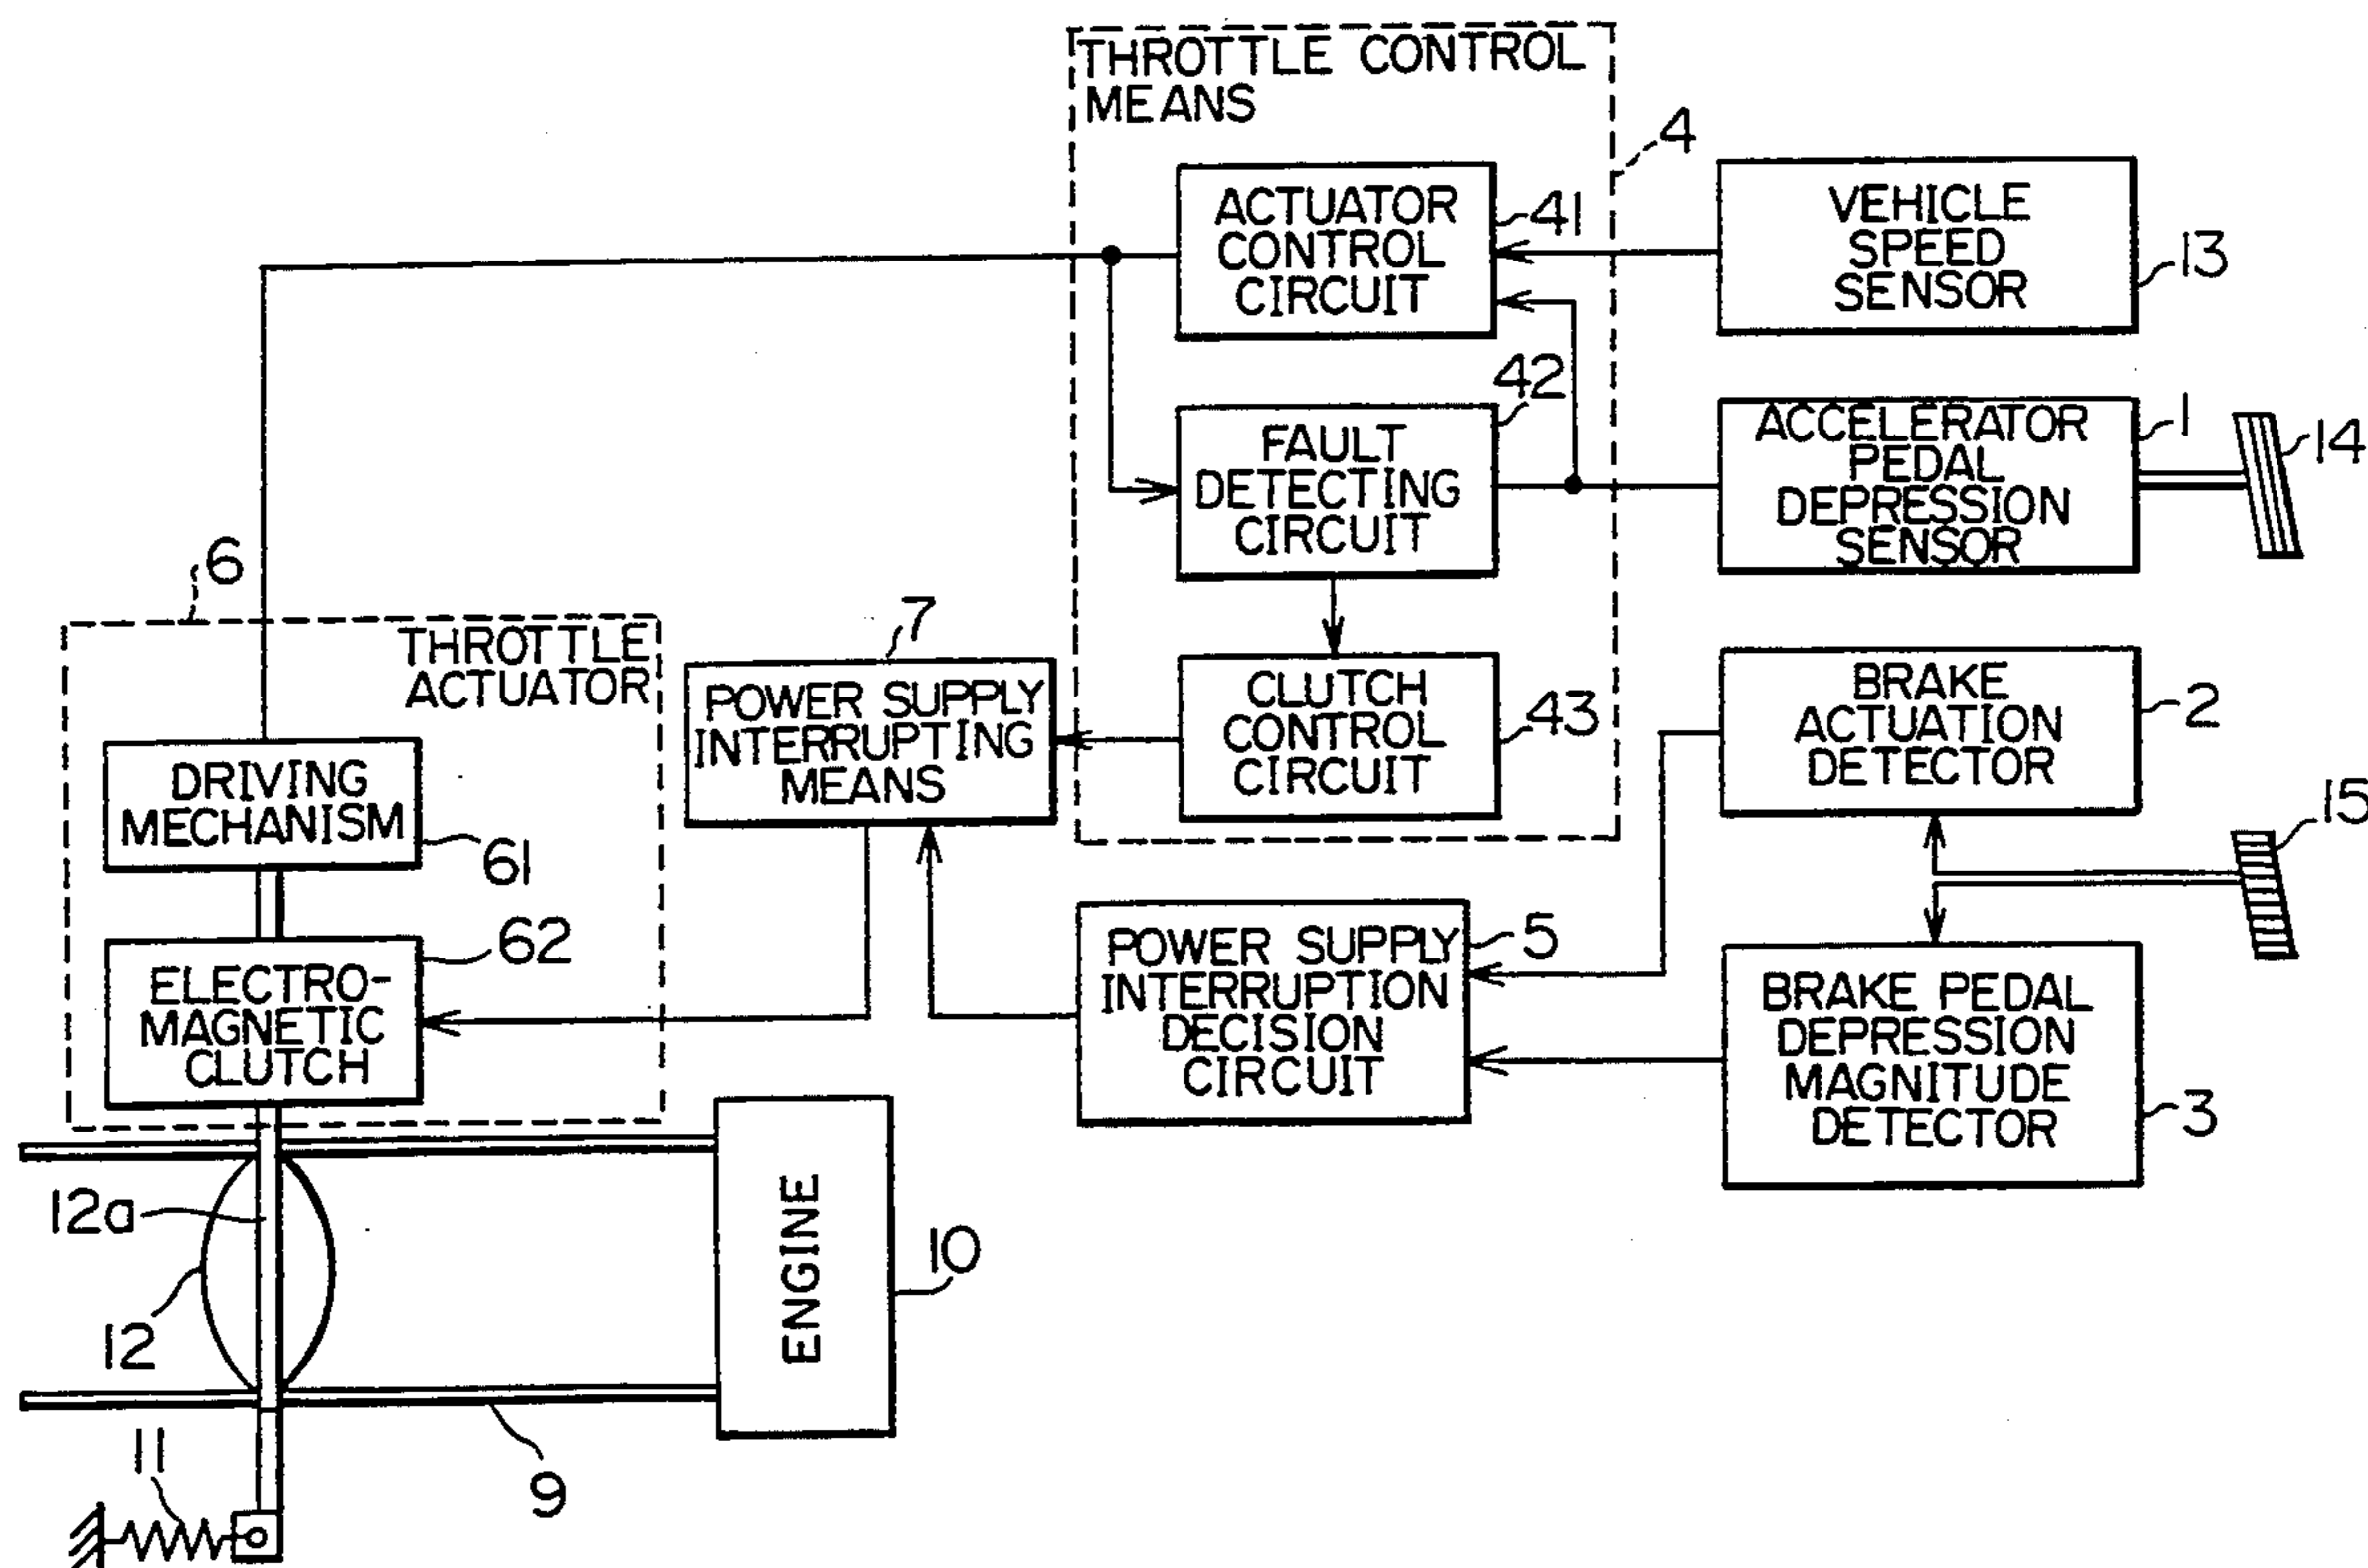 THROTTLE CONTROL
MEANS
4
ACTUATOR
CONTROL
CIRCUIT
41
VEHICLE
SPEED
SENSOR
13
42
FAULT
DETECTING
CIRCUIT
ACCELERATOR
PEDAL
DEPRESSION
SENSOR
1
14
6
THROTTLE
ACTUATOR
7
POWER SUPPLY
INTERRUPTING
MEANS
CLUTCH
CONTROL
CIRCUIT
43
BRAKE
ACTUATION
DETECTOR
2
DRIVING
MECHANISM
61
15
ELECTRO-
MAGNETIC
CLUTCH
62
POWER SUPPLY
INTERRUPTION
DECISION
CIRCUIT
5
BRAKE PEDAL
DEPRESSION
MAGNITUDE
DETECTOR
3
12a
12
ENGINE
10
11
9